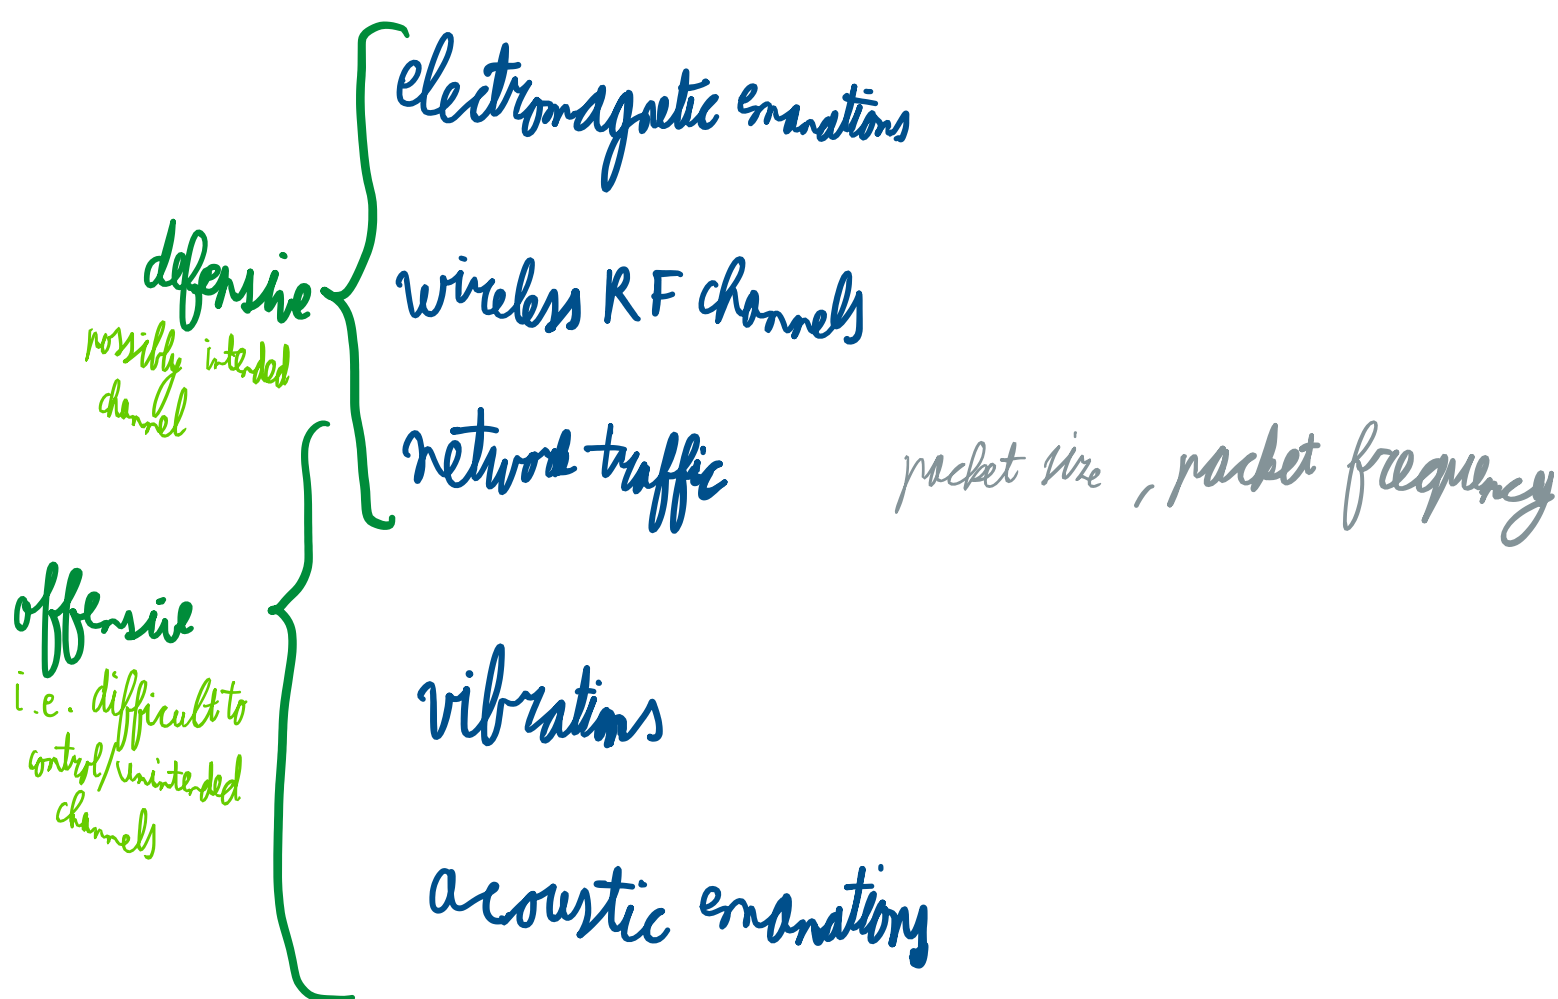 electromagnetic emanations
wireless RF channels
defensive
possibly intended
channel
network traffic
packet size, packet frequency
offensive
i.e. difficult to
control/unintended
channels
vibrations
acoustic emanations